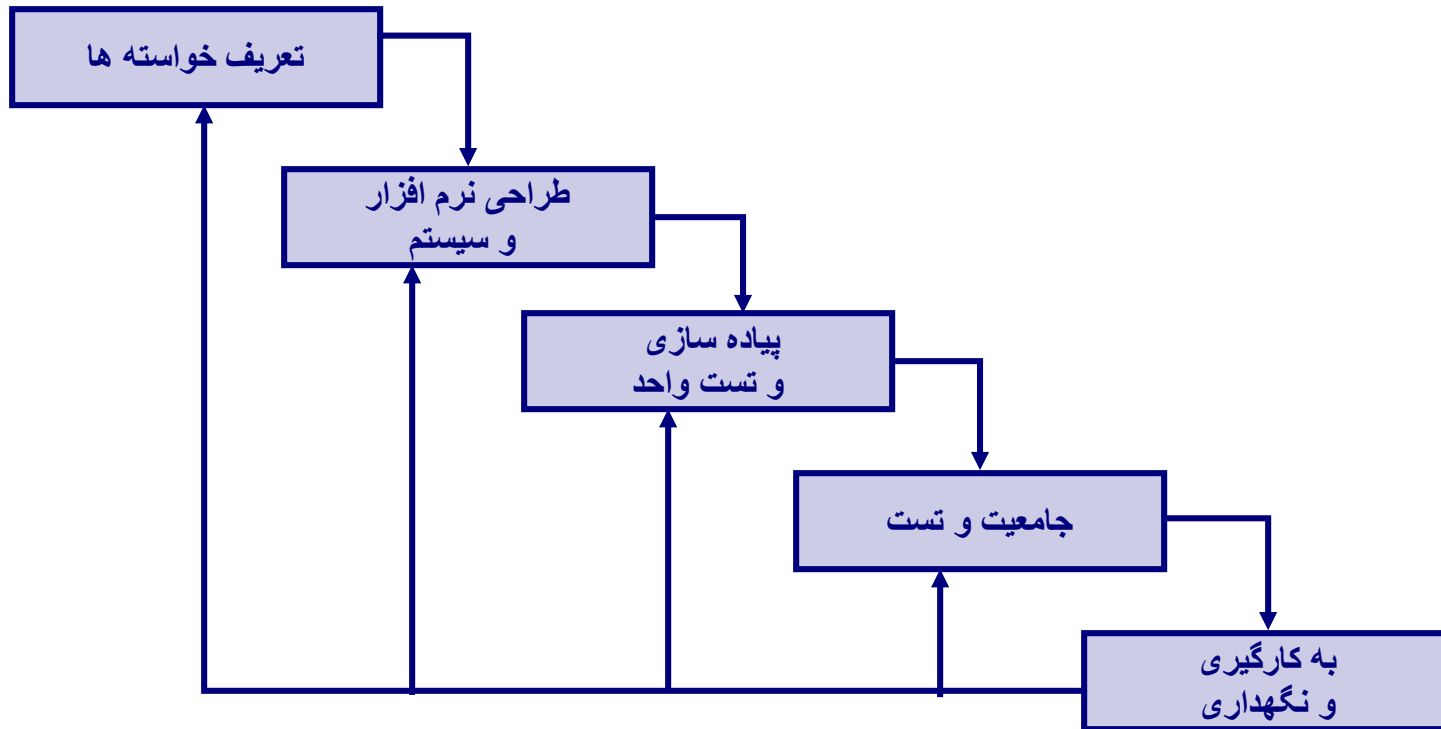 تعریف خواسته ها
طراحی نرم افزار
و سیستم
پیاده سازی
و تست واحد
جامعیت و تست
به کارگیری
و نگهداری